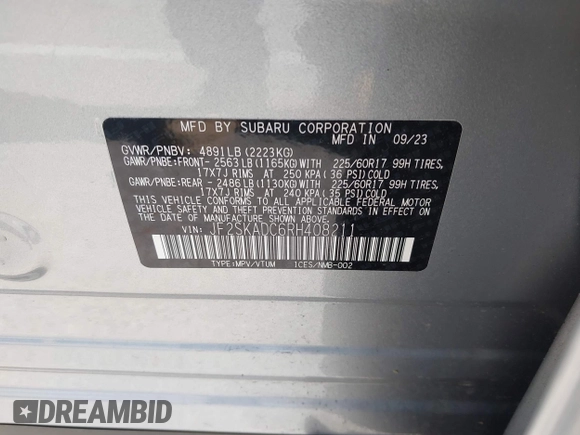 MFD BY SUBARU CORPORATION
MFD IN 09/23
GVWR/PNBV: 4891LB(2223KG)
GAWR/PNBE:FRONT- 2563LB(1165KG)WITH 225/60R17 99H TIRES,
17X7J RIMS AT 250 KPA( 36 PSI)COLD
GAWR/PNBE:REAR - 2486LB(1130KG)WITH 225/60R17 99H TIRES,
17X7J RIMS AT 240 KPA( 35 PSI)COLD
THIS VEHICLE CONFORMS TO ALL APPLICABLE FEDERAL MOTOR
VEHICLE SAFETY AND BUMPER STANDARDS IN EFFECT ON THE
DATE OF MANUFACTURE SHOWN ABOVE.
VIN: JF2SKADC6RH408211
TYPE:MPV/VTUM ICES/NMB-002
DREAMBID